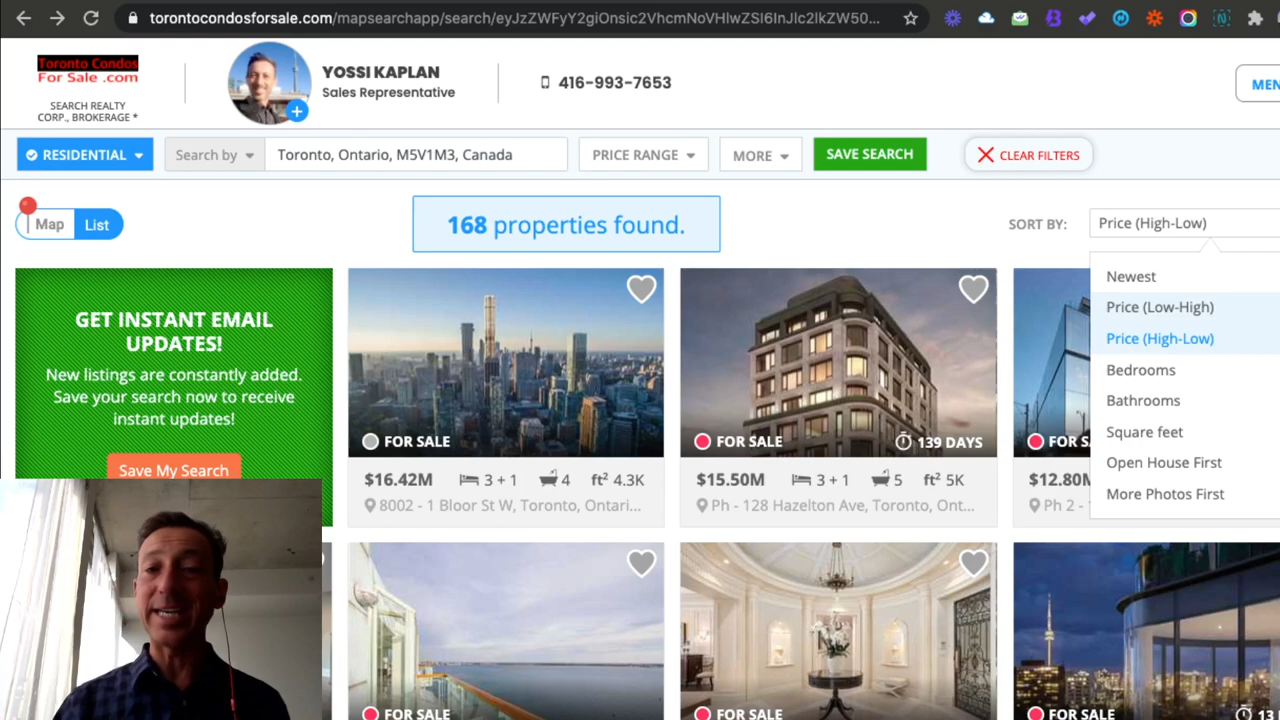 torontocondosforsale.com/mapsearchapp/search/eyJzZWFyY2giOnsic2VhcmNoVHlwZSI6InJlc2lkZW50...
Toronto Condos
For Sale .com
SEARCH REALTY
CORP., BROKERAGE *
YOSSI KAPLAN
Sales Representative
416-993-7653
MEN
RESIDENTIAL
Search by
Toronto, Ontario, M5V1M3, Canada
PRICE RANGE
MORE
SAVE SEARCH
CLEAR FILTERS
Map
List
168 properties found.
SORT BY:
Price (High-Low)
Newest
Price (Low-High)
Price (High-Low)
Bedrooms
Bathrooms
Square feet
Open House First
More Photos First
GET INSTANT EMAIL
UPDATES!
New listings are constantly added.
Save your search now to receive
instant updates!
Save My Search
FOR SALE
$16.42M 3 + 1 4 ft² 4.3K
8002 - 1 Bloor St W, Toronto, Ontari...
FOR SALE 139 DAYS
$15.50M 3 + 1 5 ft² 5K
Ph - 128 Hazelton Ave, Toronto, Ont...
FOR S
$12.80M
Ph 2 -
FOR SALE
FOR SALE
FOR SALE 13